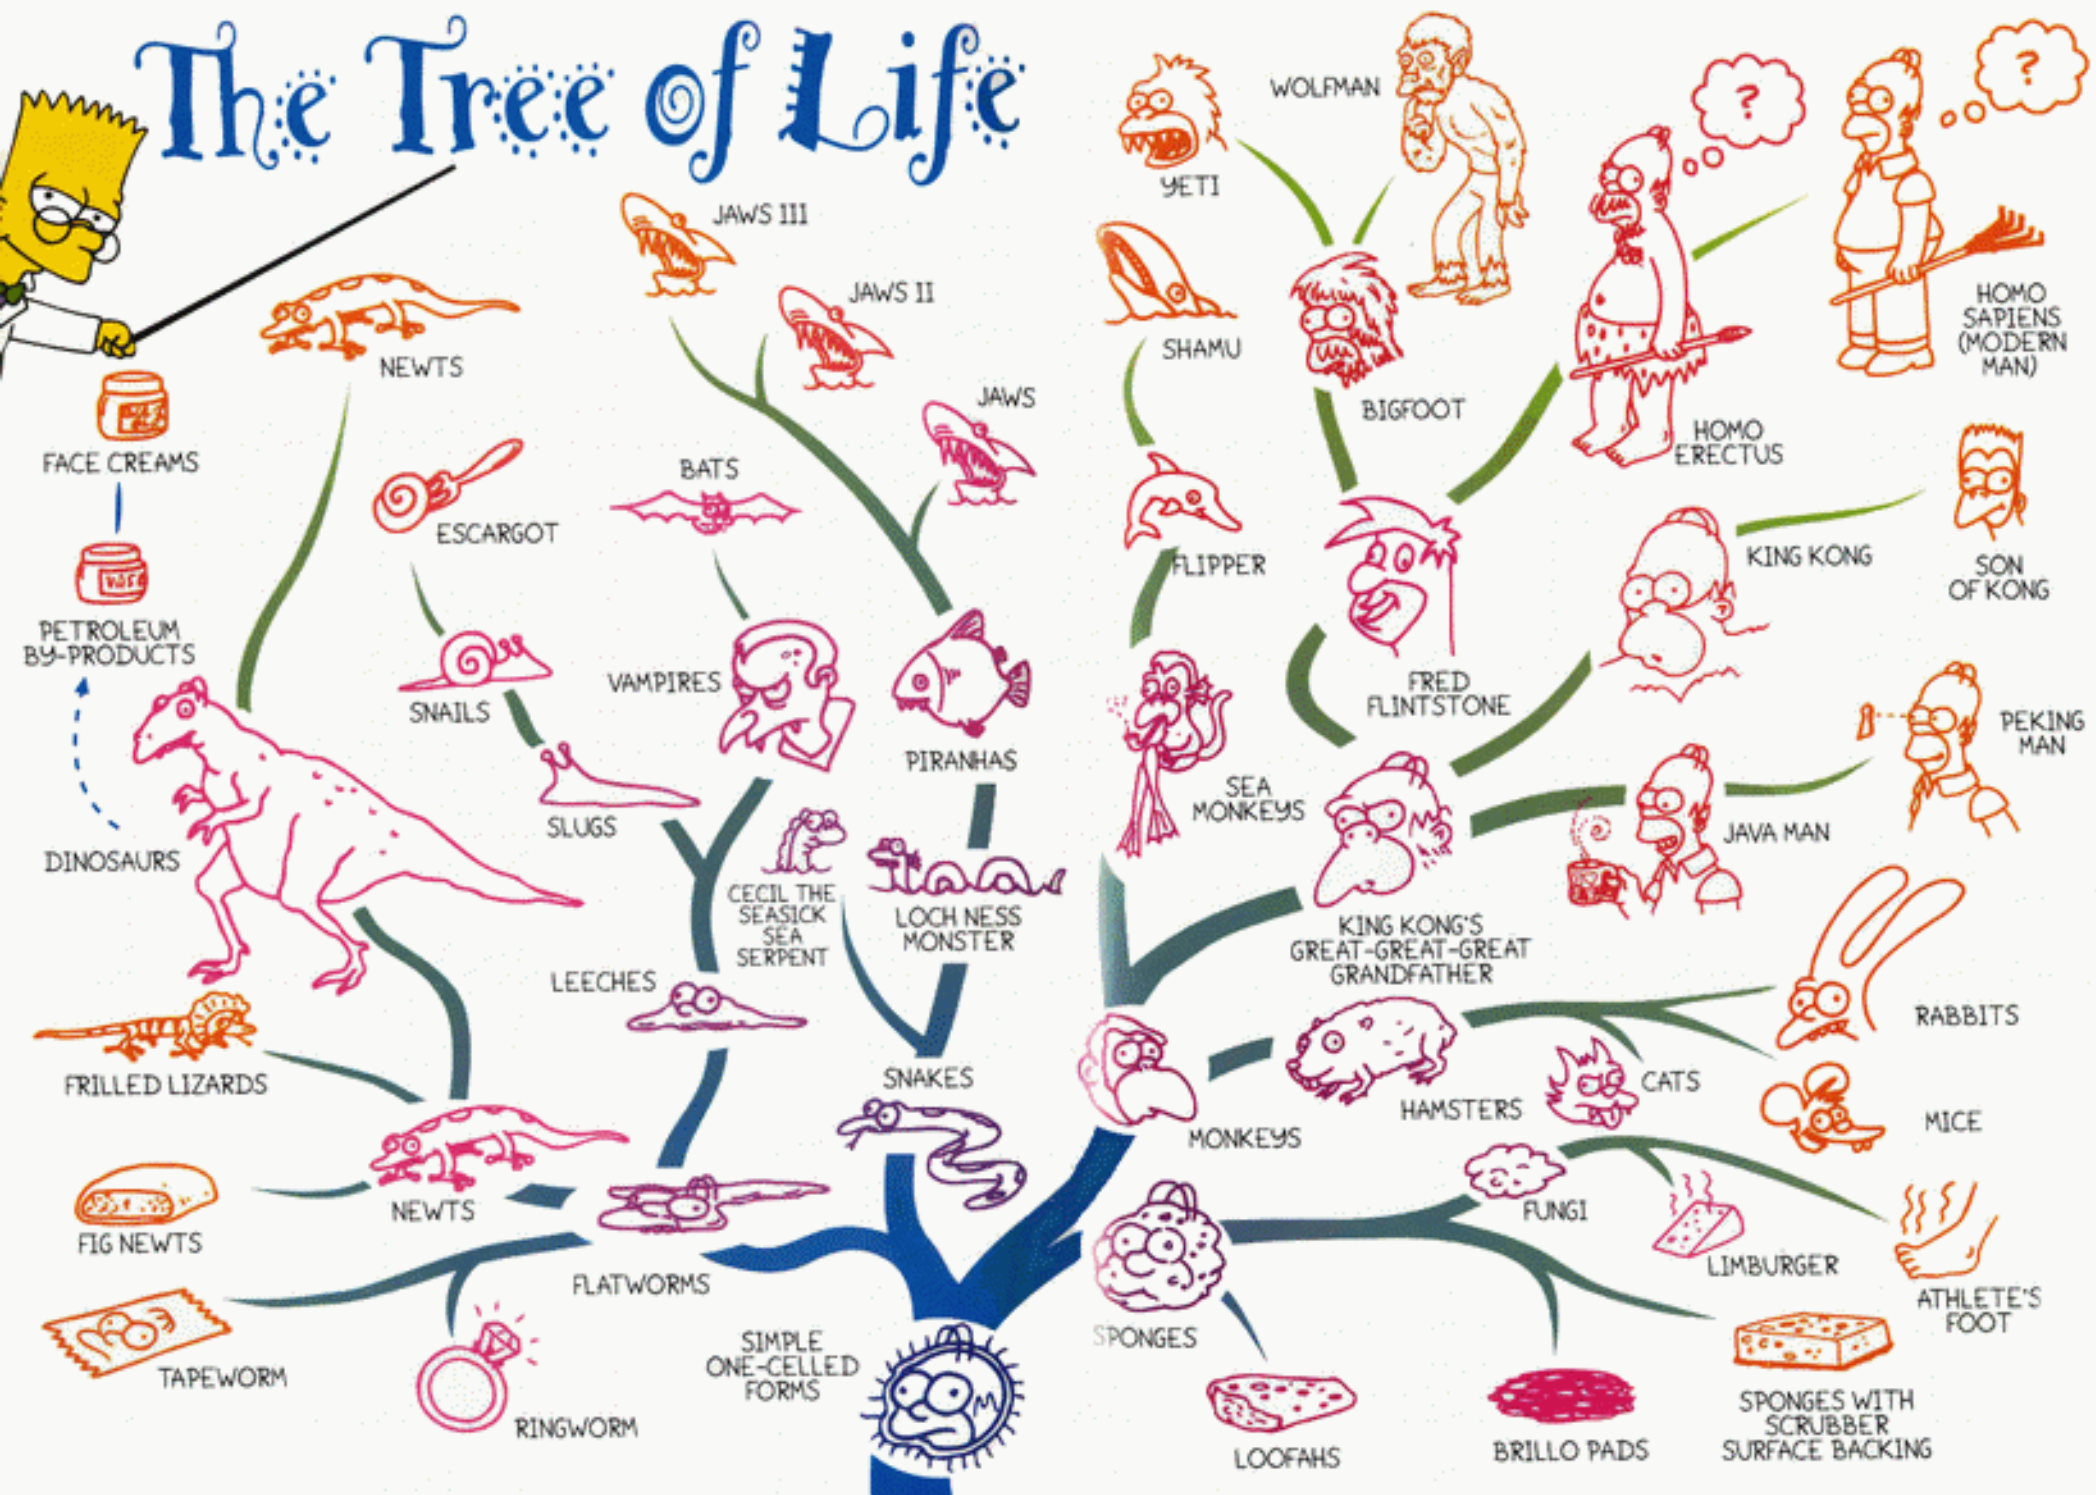 The Tree of Life
WOLFMAN
?
?
YETI
JAWS III
JAWS II
HOMO
SAPIENS
(MODERN
MAN)
SHAMU
NEWTS
JAWS
BIGFOOT
HOMO
ERECTUS
FACE CREAMS
BATS
ESCARGOT
FLIPPER
KING KONG
SON
OF KONG
PETROLEUM
BY-PRODUCTS
VAMPIRES
SNAILS
FRED
FLINTSTONE
PEKING
MAN
PIRANHAS
SEA
MONKEYS
SLUGS
JAVA MAN
DINOSAURS
CECIL THE
SEASICK
SEA
SERPENT
LOCH NESS
MONSTER
KING KONG'S
GREAT-GREAT-GREAT
GRANDFATHER
LEECHES
RABBITS
FRILLED LIZARDS
SNAKES
CATS
HAMSTERS
MICE
MONKEYS
NEWTS
FUNGI
FIG NEWTS
LIMBURGER
FLATWORMS
ATHLETE'S
FOOT
SPONGES
SIMPLE
ONE-CELLED
FORMS
TAPEWORM
RINGWORM
LOOFAHS
BRILLO PADS
SPONGES WITH
SCRUBBER
SURFACE BACKING